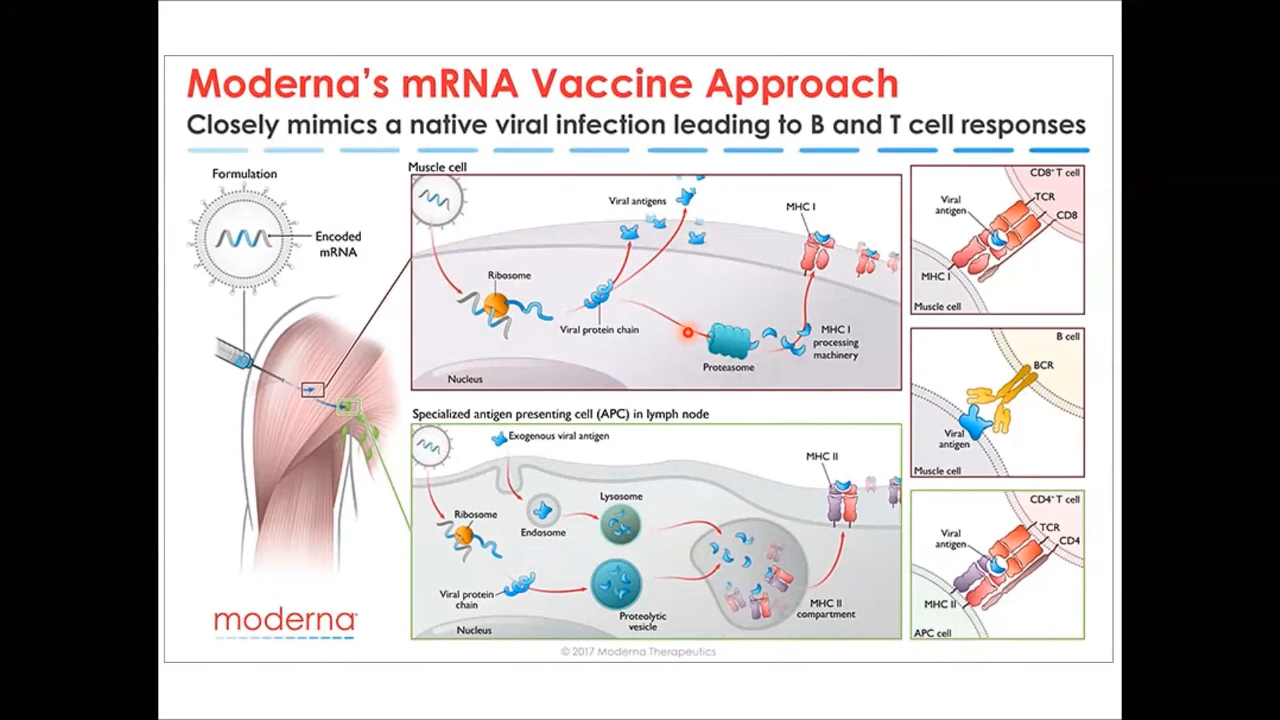 Moderna's mRNA Vaccine Approach
Closely mimics a native viral infection leading to B and T cell responses
Formulation
Encoded
mRNA
Muscle cell
Viral antigens
MHC I
Ribosome
Viral protein chain
MHC I
processing
machinery
Proteasome
Nucleus
CD8⁺ T cell
Viral
antigen
TCR
CD8
MHC I
Muscle cell
B cell
BCR
Viral
antigen
Muscle cell
Specialized antigen presenting cell (APC) in lymph node
Exogenous viral antigen
MHC II
Lysosome
Ribosome
Endosome
Viral protein
chain
Proteolytic
vesicle
MHC II
compartment
Nucleus
CD4⁺ T cell
Viral
antigen
TCR
CD4
MHC II
APC cell
moderna
© 2017 Moderna Therapeutics